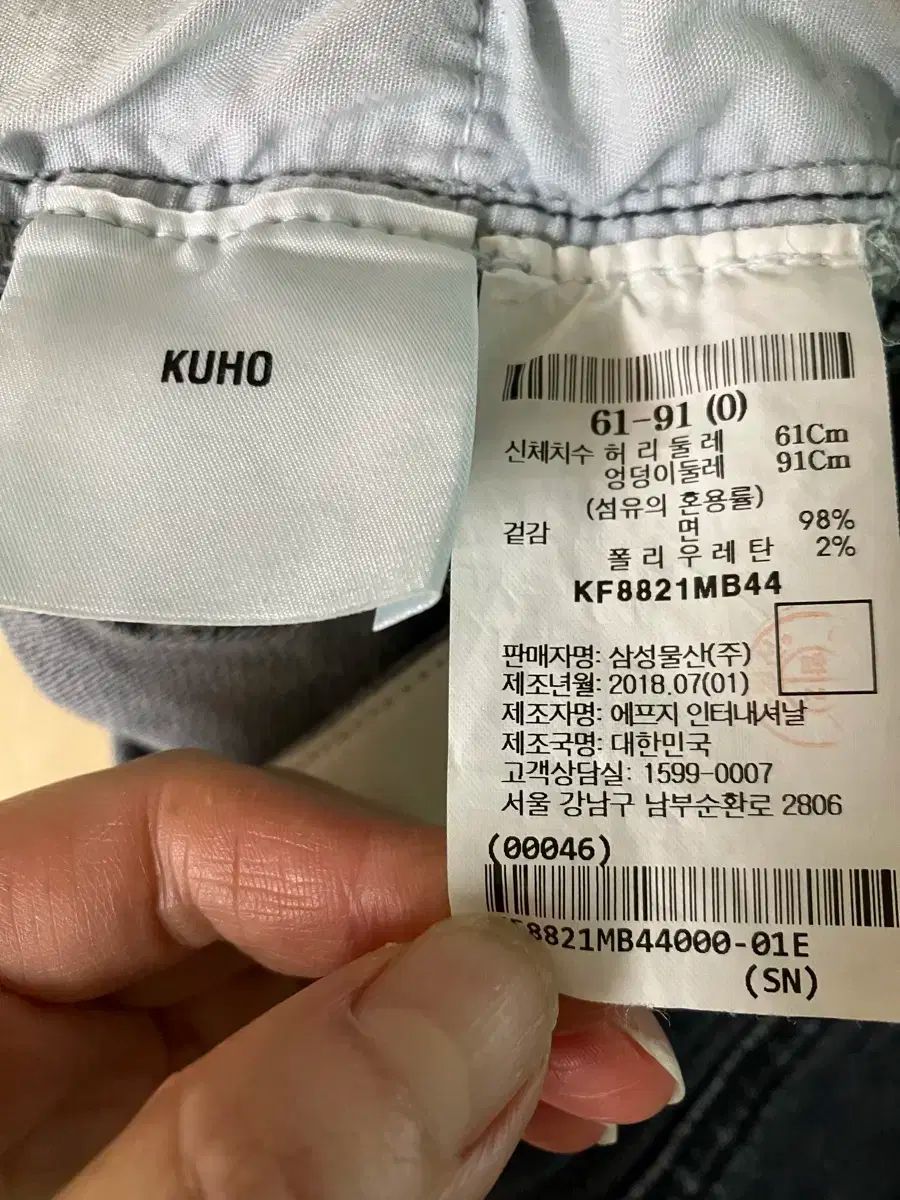 KUHO
61-91 (0)
신체치수 허리둘레 61Cm
엉덩이둘레 91Cm
(섬유의 혼용률)
겉감 면 98%
폴리우레탄 2%
KF8821MB44
판매자명: 삼성물산(주)
제조년월: 2018.07(01)
제조자명: 에프지 인터내셔날
제조국명: 대한민국
고객상담실: 1599-0007
서울 강남구 남부순환로 2806
(00046)
8821MB44000-01E
(SN)